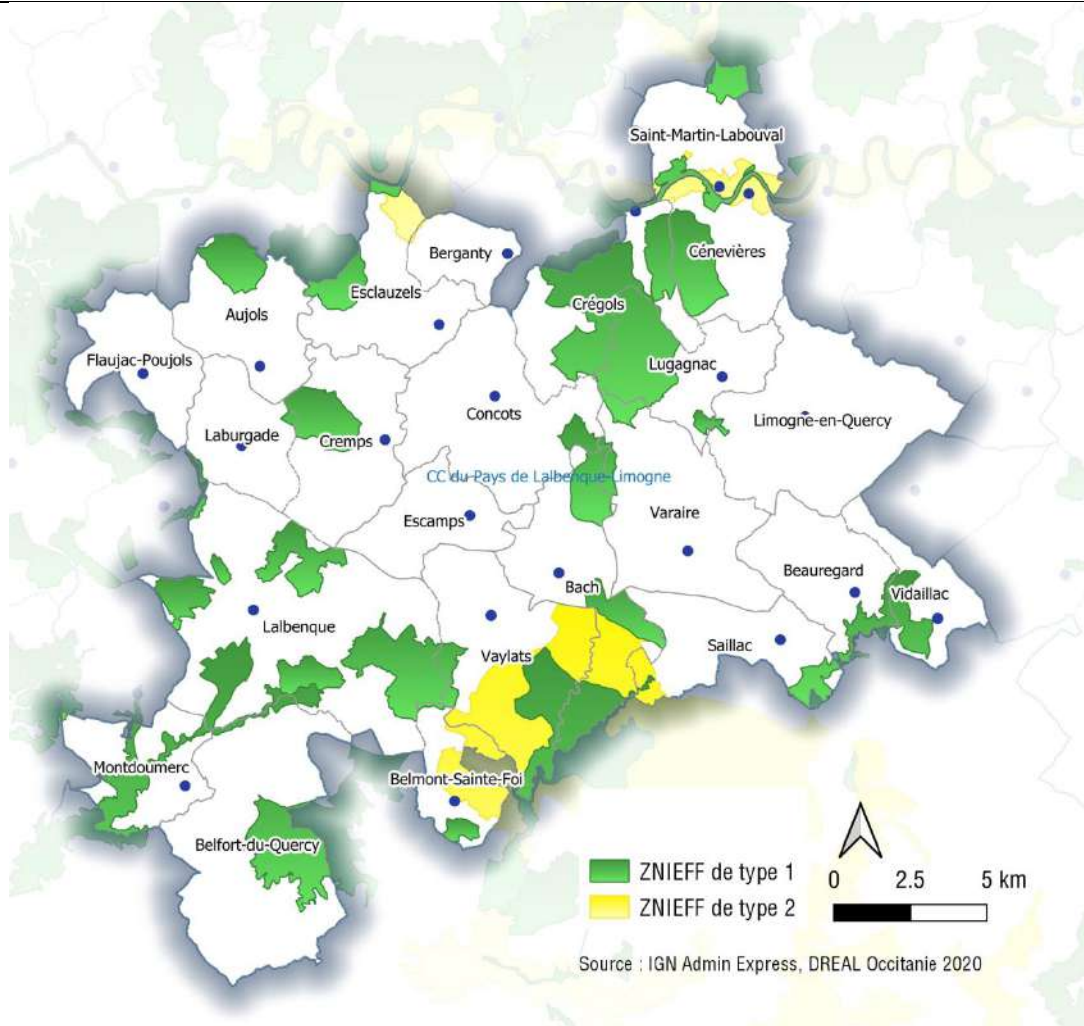 Saint-Martin-Labouval
Berganty
Cénevières
Esclauzels
Crégols
Aujols
Flaujac-Poujols
Lugagnac
Concots
Limogne-en-Quercy
Laburgade
Cremps
CC du Pays de Lalbenque-Limogne
Escamps
Varaire
Beauregard
Bach
Vidaillac
Lalbenque
Saillac
Vaylats
Montdoumerc
Belmont-Sainte-Foi
Belfort-du-Quercy
ZNIEFF de type 1
ZNIEFF de type 2
0 2.5 5 km
Source : IGN Admin Express, DREAL Occitanie 2020